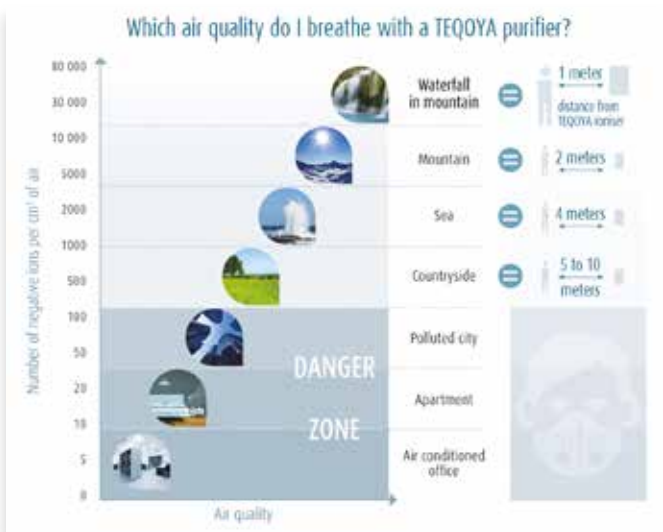 Which air quality do I breathe with a TEQOYA purifier?
Number of negative ions per cm³ of air
80 000
30 000
10 000
5000
2000
1000
500
100
50
20
10
5
0
Waterfall
in mountain
1 meter
distance from
TEQOYA ioniser
Mountain
2 meters
Sea
4 meters
Countryside
5 to 10
meters
Polluted city
DANGER
Apartment
ZONE
Air conditioned
office
Air quality